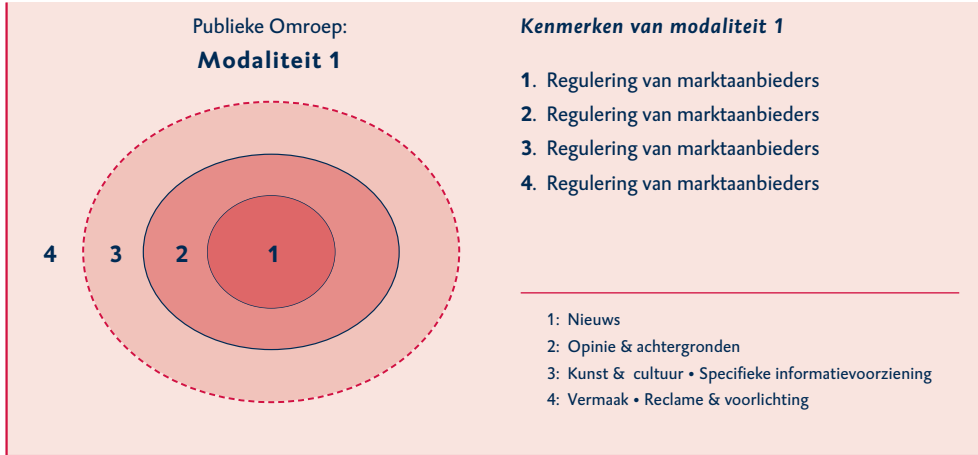 Publieke Omroep:
Modaliteit 1
4 3 2 1
Kenmerken van modaliteit 1
1. Regulering van marktaanbieders
2. Regulering van marktaanbieders
3. Regulering van marktaanbieders
4. Regulering van marktaanbieders
1: Nieuws
2: Opinie & achtergronden
3: Kunst & cultuur • Specifieke informatievoorziening
4: Vermaak • Reclame & voorlichting